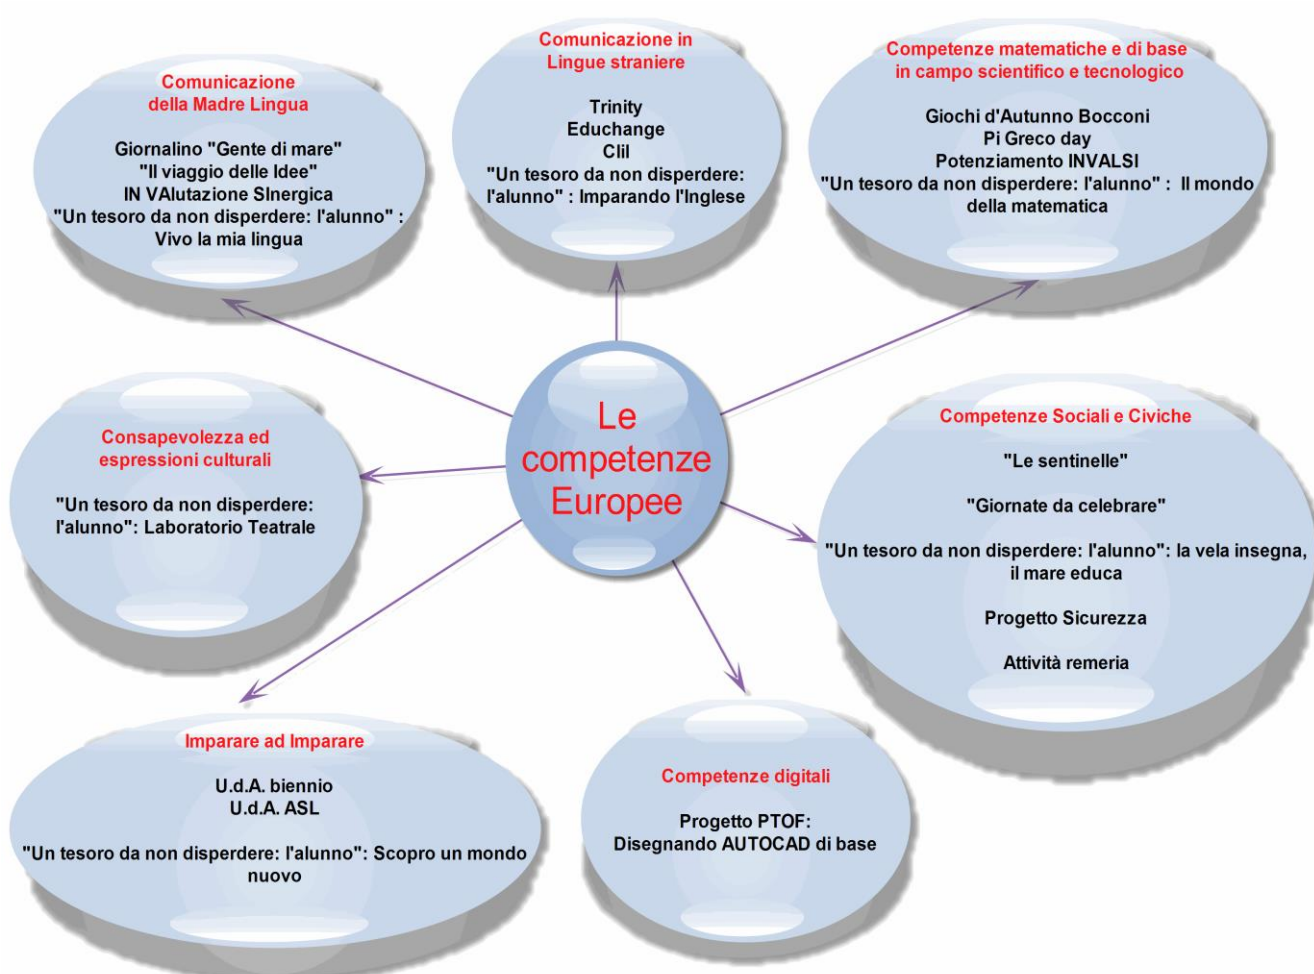 Comunicazione
della Madre Lingua
Giornalino "Gente di mare"
"Il viaggio delle Idee"
IN VAlutazione SInergica
"Un tesoro da non disperdere: l'alunno" :
Vivo la mia lingua
Comunicazione in
Lingue straniere
Trinity
Educhange
Clil
"Un tesoro da non disperdere:
l'alunno" : Imparando l'Inglese
Competenze matematiche e di base
in campo scientifico e tecnologico
Giochi d'Autunno Bocconi
Pi Greco day
Potenziamento INVALSI
"Un tesoro da non disperdere: l'alunno" :  Il mondo
della matematica
Le
competenze
Europee
Consapevolezza ed
espressioni culturali
"Un tesoro da non disperdere:
l'alunno": Laboratorio Teatrale
Competenze Sociali e Civiche
"Le sentinelle"
"Giornate da celebrare"
"Un tesoro da non disperdere: l'alunno": la vela insegna,
il mare educa
Progetto Sicurezza
Attività remeria
Imparare ad Imparare
U.d.A. biennio
U.d.A. ASL
"Un tesoro da non disperdere: l'alunno": Scopro un mondo
nuovo
Competenze digitali
Progetto PTOF:
Disegnando AUTOCAD di base